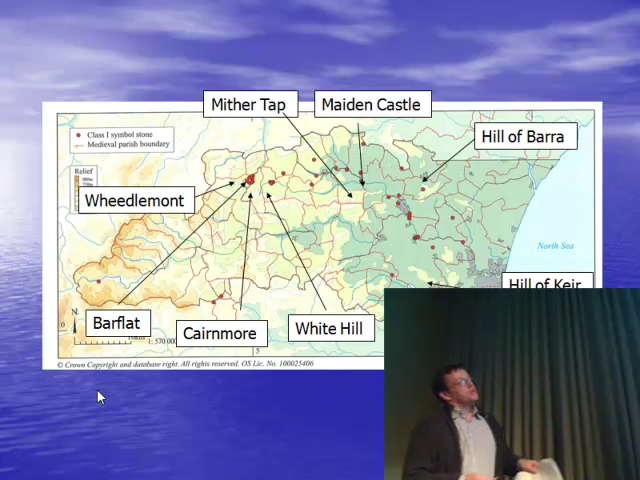 Mither Tap
Maiden Castle
Hill of Barra
Class I symbol stone
Medieval parish boundary
Relief
Wheedlemont
North Sea
Hill of Keir
Barflat
Cairnmore
White Hill
N
0
1: 570 000
5
© Crown Copyright and database right. All rights reserved. OS Lic. No. 100025406